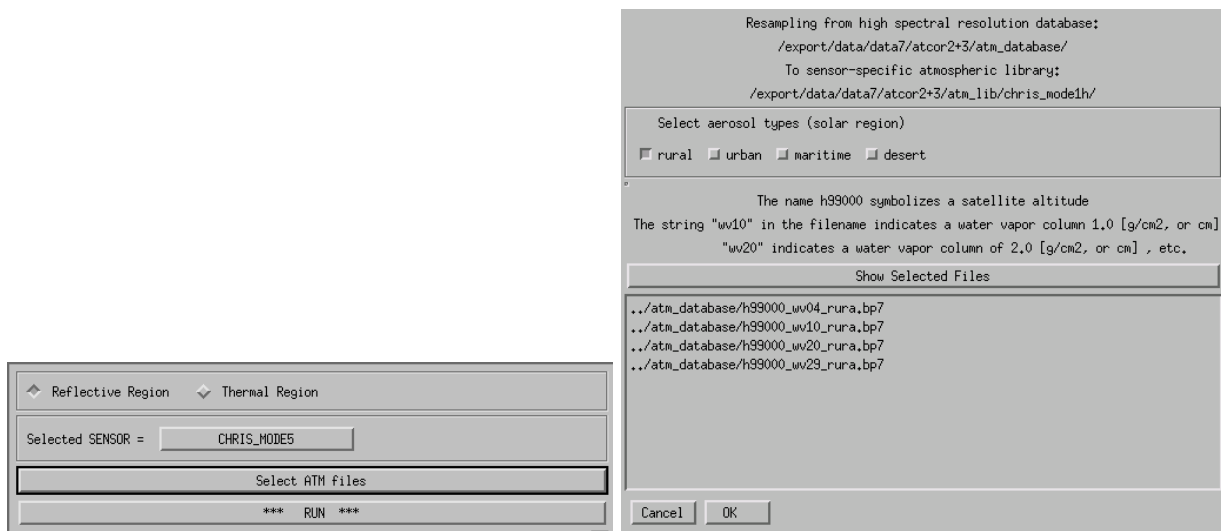 Reflective Region Thermal Region
Selected SENSOR = CHRIS_MODE5
Select ATM files
*** RUN ***
Resampling from high spectral resolution database:
/export/data/data7/atcor2+3/atm_database/
To sensor-specific atmospheric library:
/export/data/data7/atcor2+3/atm_lib/chris_mode1h/
Select aerosol types (solar region)
rural urban maritime desert
The name h99000 symbolizes a satellite altitude
The string "wv10" in the filename indicates a water vapor column 1.0 [g/cm2, or cm]
"wv20" indicates a water vapor column of 2.0 [g/cm2, or cm] , etc.
Show Selected Files
../atm_database/h99000_wv04_rura.bp7
../atm_database/h99000_wv10_rura.bp7
../atm_database/h99000_wv20_rura.bp7
../atm_database/h99000_wv29_rura.bp7
Cancel OK